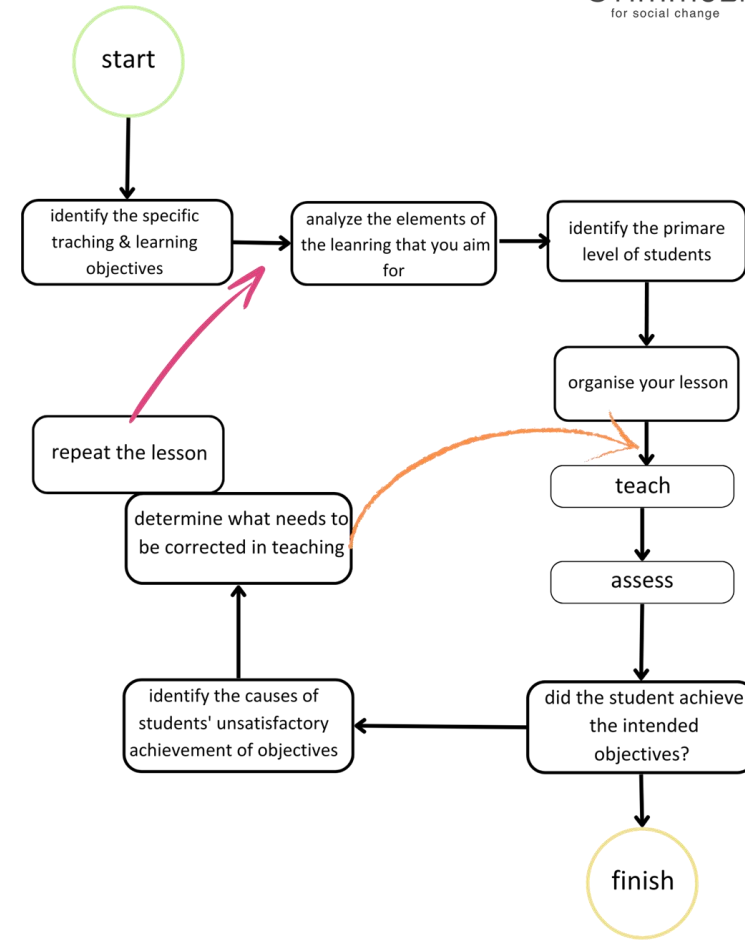 for social change
start
identify the specific
traching & learning
objectives
analyze the elements of
the leanring that you aim
for
identify the primare
level of students
organise your lesson
repeat the lesson
teach
determine what needs to
be corrected in teaching
assess
identify the causes of
students' unsatisfactory
achievement of objectives
did the student achieve
the intended
objectives?
finish